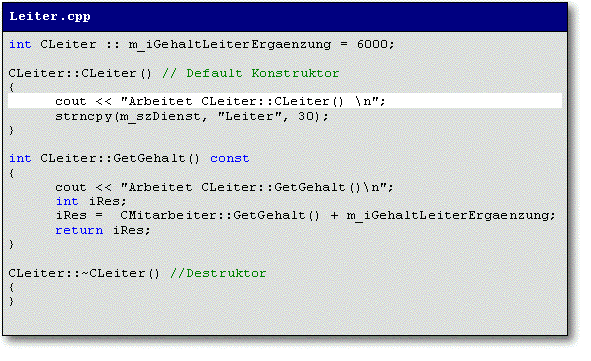 Leiter.cpp
int CLeiter :: m_iGehaltLeiterErgaenzung = 6000;
CLeiter::CLeiter() // Default Konstruktor
{
cout << "Arbeitet CLeiter::CLeiter() \n";
strncpy(m_szDienst, "Leiter", 30);
}
int CLeiter::GetGehalt() const
{
cout << "Arbeitet CLeiter::GetGehalt()\n";
int iRes;
iRes =  CMitarbeiter::GetGehalt() + m_iGehaltLeiterErgaenzung;
return iRes;
}
CLeiter::~CLeiter() //Destruktor
{
}